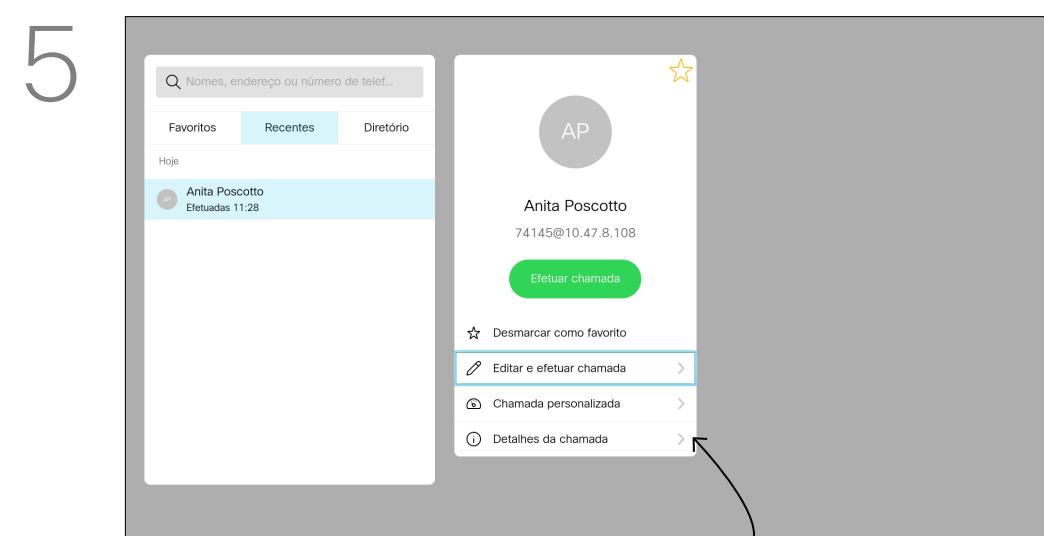 5
Nomes, endereço ou número de telef...
Favoritos Recentes Diretório
Hoje
AP
Anita Poscotto
Efetuadas 11:28
AP
Anita Poscotto
74145@10.47.8.108
Efetuar chamada
Desmarcar como favorito
Editar e efetuar chamada
Chamada personalizada
Detalhes da chamada